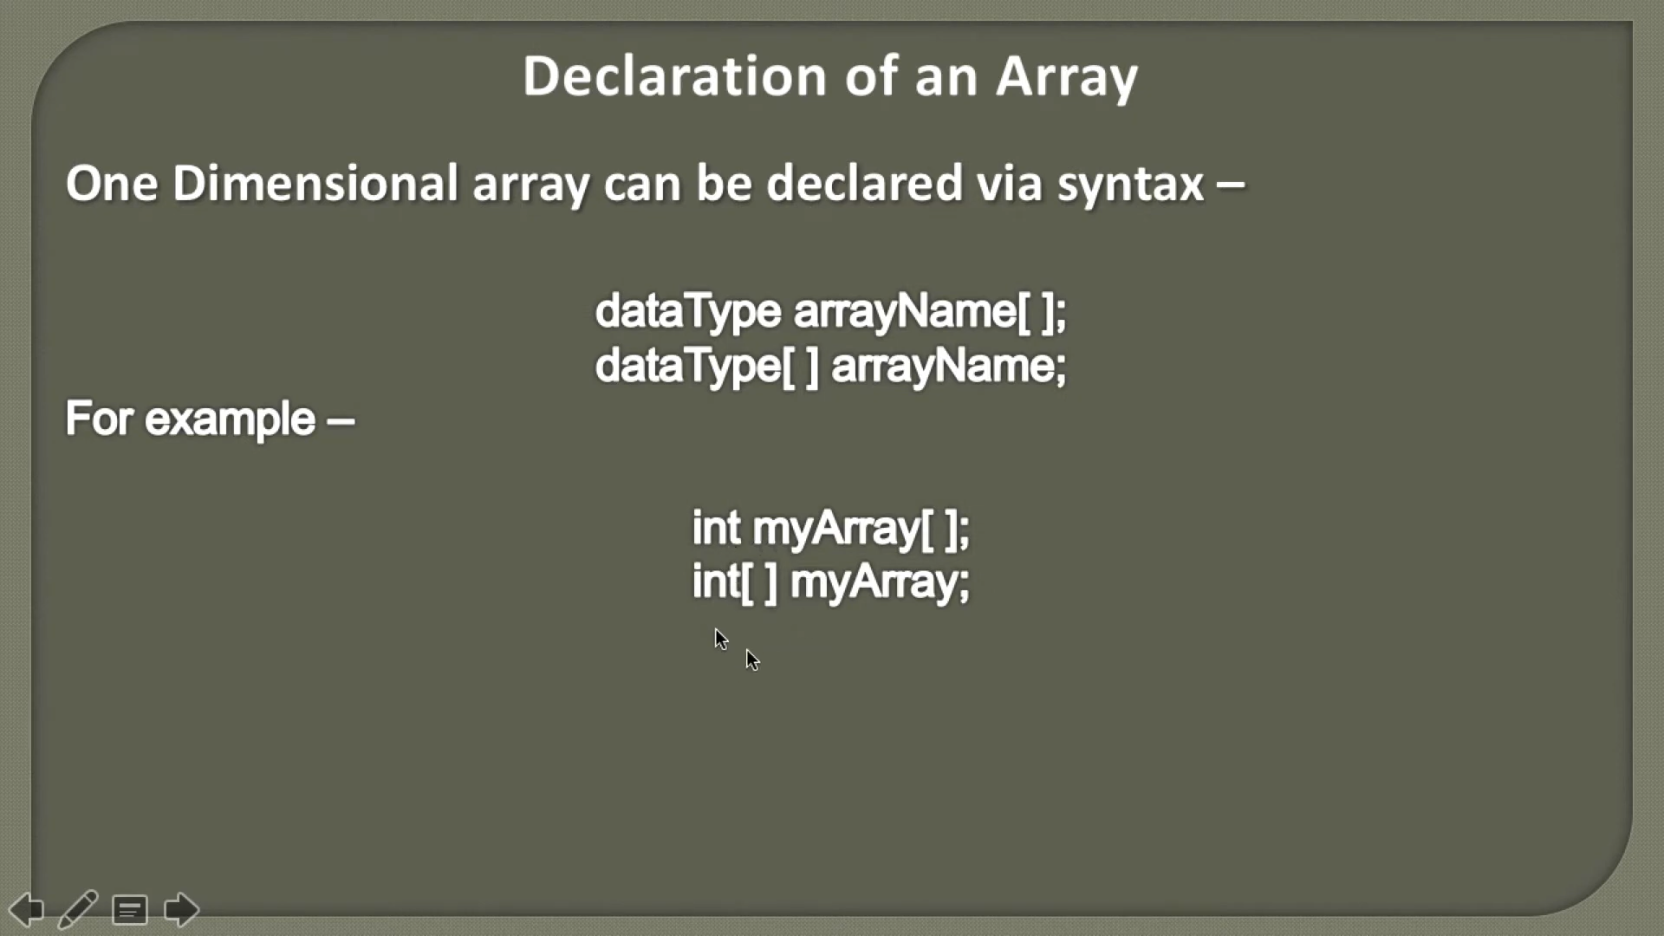 Declaration of an Array
One Dimensional array can be declared via syntax –
dataType arrayName[ ];
dataType[ ] arrayName;
For example –
int myArray[ ];
int[ ] myArray;